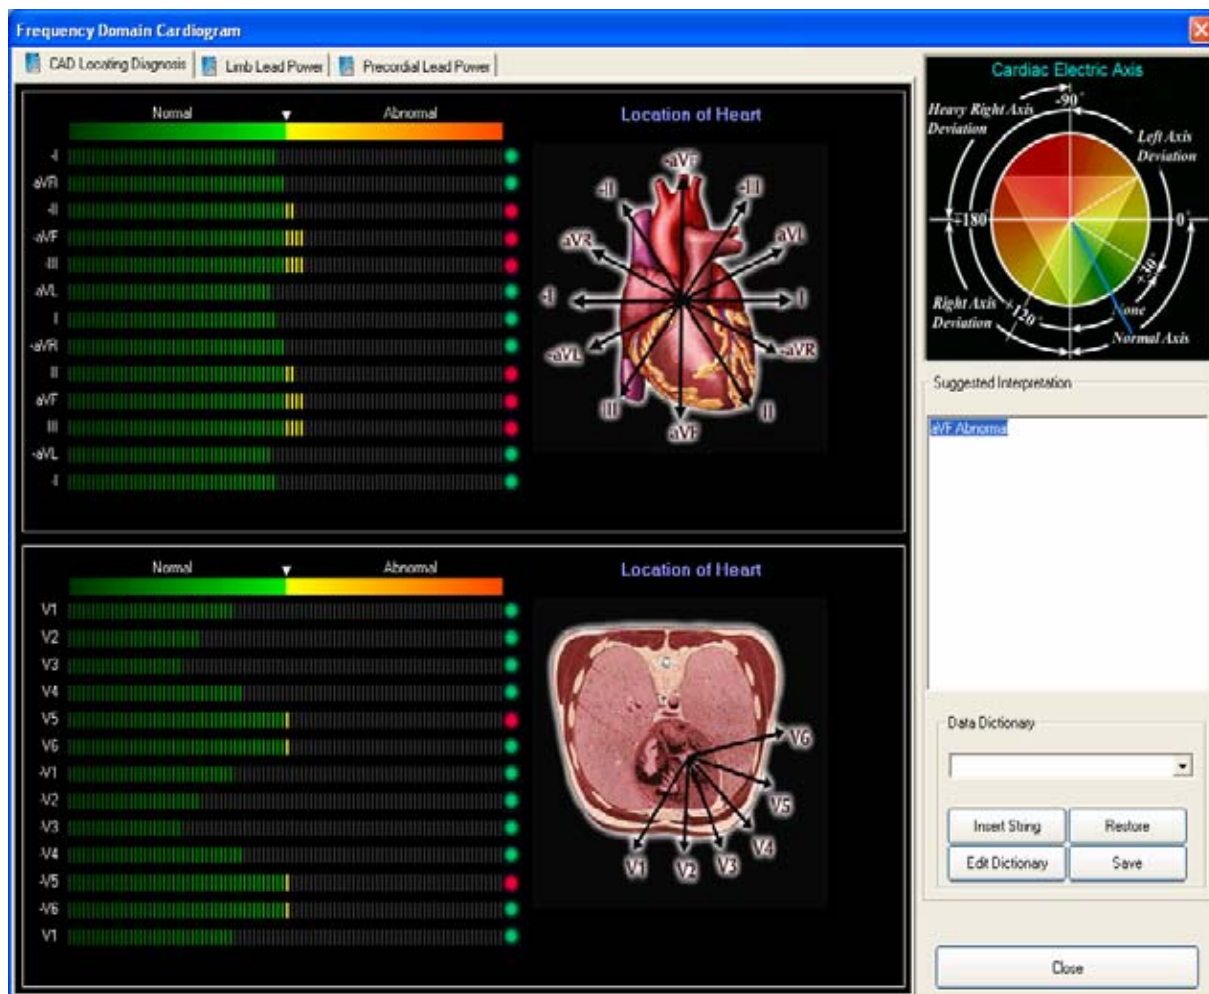 Frequency Domain Cardiogram
CAD Locating Diagnosis
Limb Lead Power
Precordial Lead Power
Normal
Abnormal
Location of Heart
-I
aVR
-II
-aVF
-III
aVL
I
-aVR
II
aVF
III
-aVL
-I
-aVF
-II
-III
aVR
aVL
-I
I
-aVL
-aVR
III
II
aVF
Normal
Abnormal
Location of Heart
V1
V2
V3
V4
V5
V6
-V1
-V2
-V3
-V4
-V5
-V6
V1
V6
V5
V4
V1
V2
V3
Cardiac Electric Axis
-90°
Heavy Right Axis
Deviation
Left Axis
Deviation
+180
0°
+30°
Right Axis
Deviation
+120°
None
Normal Axis
Suggested Interpretation
aVF Abnormal
Data Dictionary
Insert String
Restore
Edit Dictionary
Save
Close